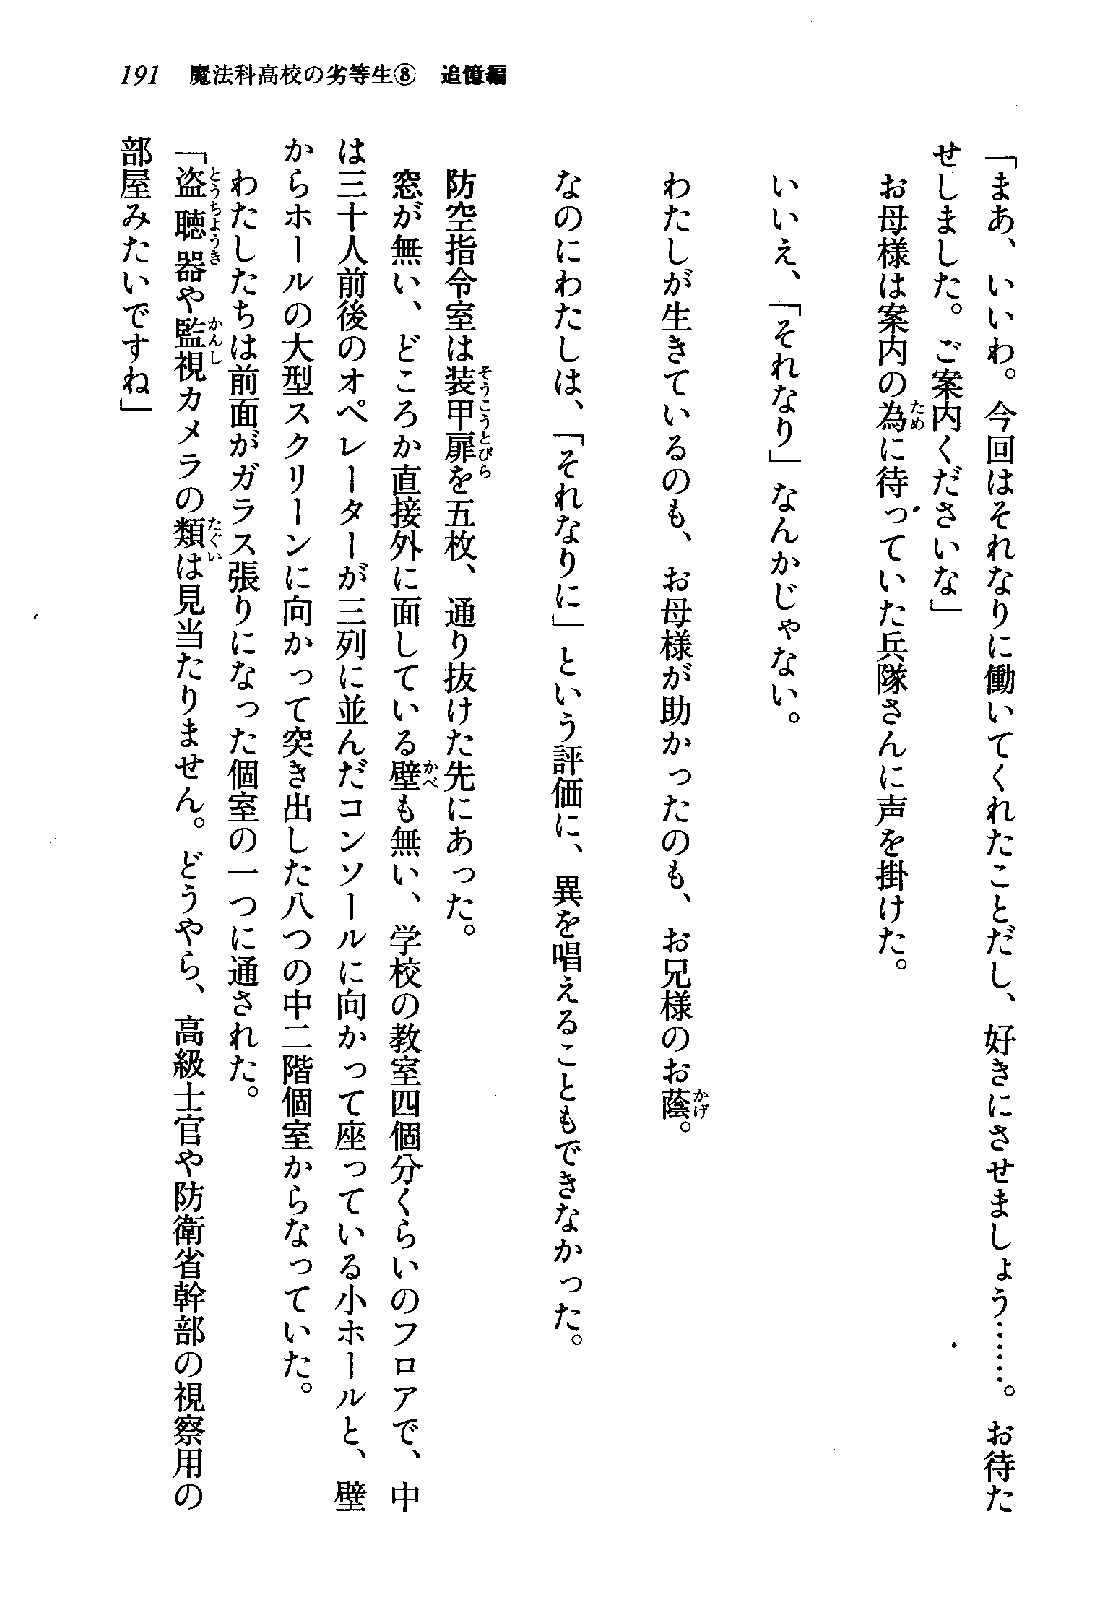 191　魔法科高校の劣等生⑧　追憶編
「まあ、いいわ。今回はそれなりに働いてくれたことだし、好きにさせましょう……。お待た
せしました。ご案内くださいな」
　お母様は案内の為に待っていた兵隊さんに声を掛けた。
　いいえ、「それなり」なんかじゃない。
　わたしが生きているのも、お母様が助かったのも、お兄様のお蔭。
　なのにわたしは、「それなりに」という評価に、異を唱えることもできなかった。
　防空指令室は装甲扉を五枚、通り抜けた先にあった。
　窓が無い、どころか直接外に面している壁も無い、学校の教室四個分くらいのフロアで、中
は三十人前後のオペレーターが三列に並んだコンソールに向かって座っている小ホールと、壁
からホールの大型スクリーンに向かって突き出した八つの中二階個室からなっていた。
　わたしたちは前面がガラス張りになった個室の一つに通された。
「盗聴器や監視カメラの類は見当たりません。どうやら、高級士官や防衛省幹部の視察用の
部屋みたいですね」